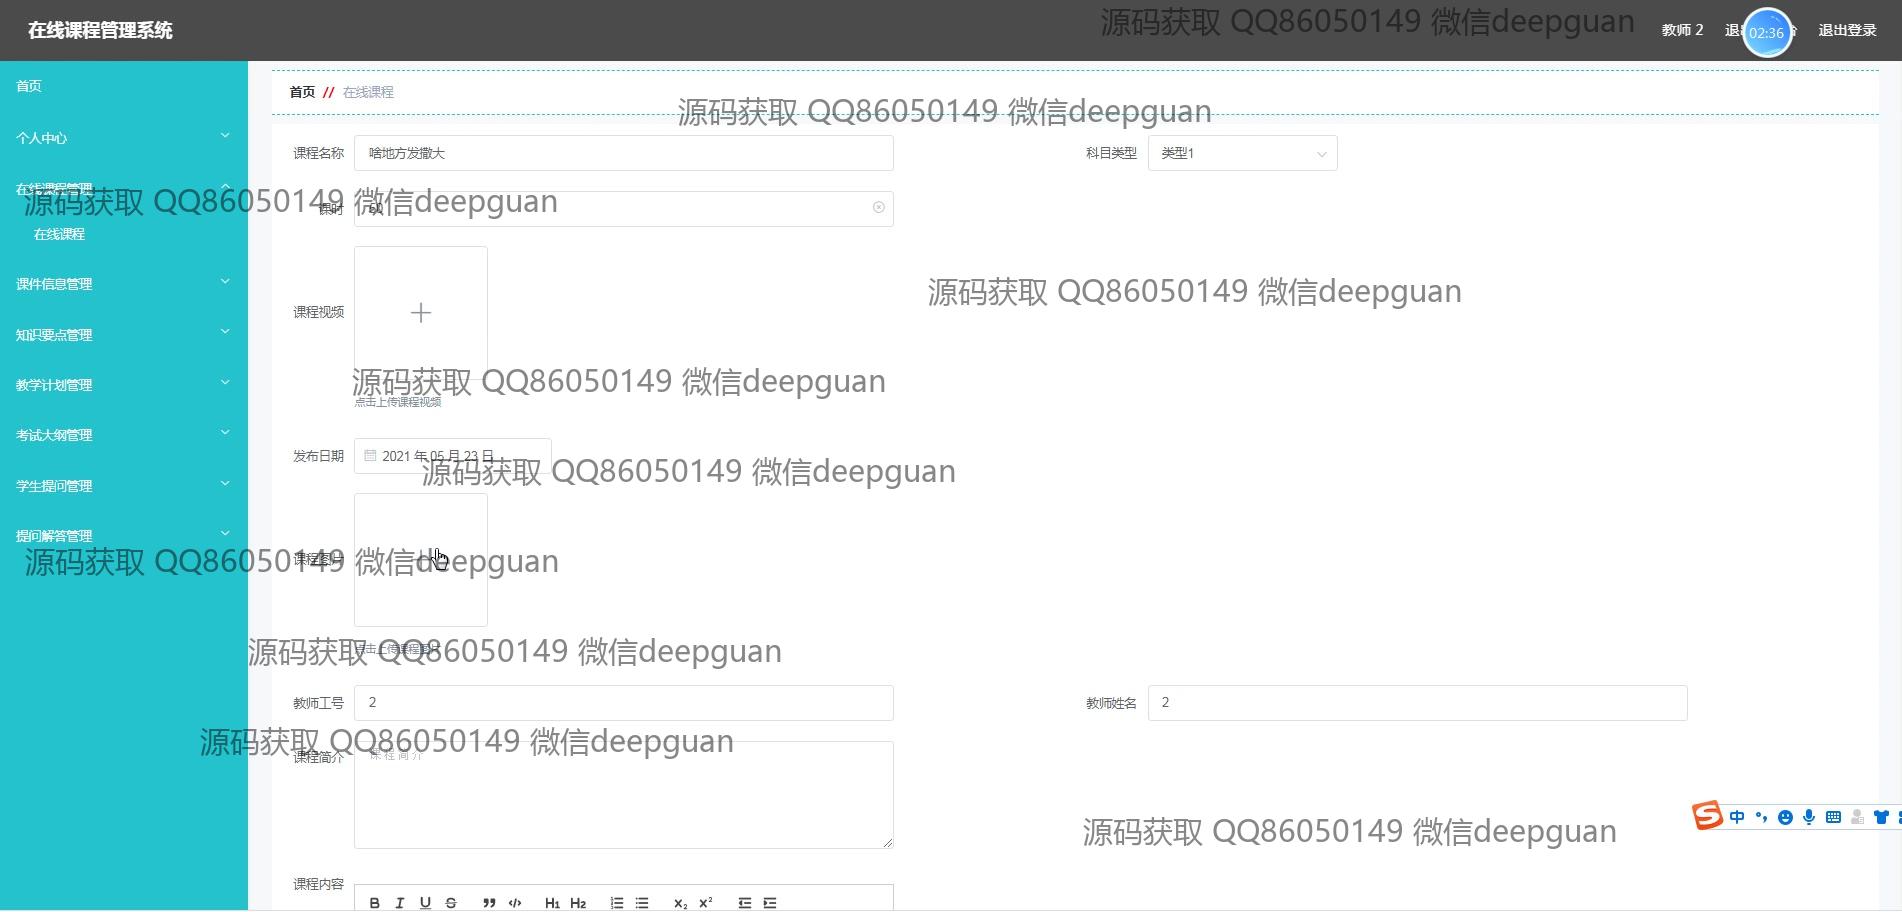 在线课程管理系统
源码获取 QQ86050149 微信deepguan
教师 2
02:36
退出登录
首页
首页 // 在线课程
源码获取 QQ86050149 微信deepguan
个人中心
课程名称 啥地方发撒大
科目类型 类型1
在线课程管理
源码获取 QQ86050149 微信deepguan
课时
在线课程
课件信息管理
源码获取 QQ86050149 微信deepguan
课程视频
知识要点管理
教学计划管理
源码获取 QQ86050149 微信deepguan
点击上传课程视频
考试大纲管理
发布日期 2021 年 05 月 23 日
源码获取 QQ86050149 微信deepguan
学生提问管理
提问解答管理
课程图片
源码获取 QQ86050149 微信deepguan
点击上传课程图片
源码获取 QQ86050149 微信deepguan
教师工号 2
教师姓名 2
源码获取 QQ86050149 微信deepguan
课程简介 课程简介
中
源码获取 QQ86050149 微信deepguan
课程内容
B I U S H1 H2 X2 X2